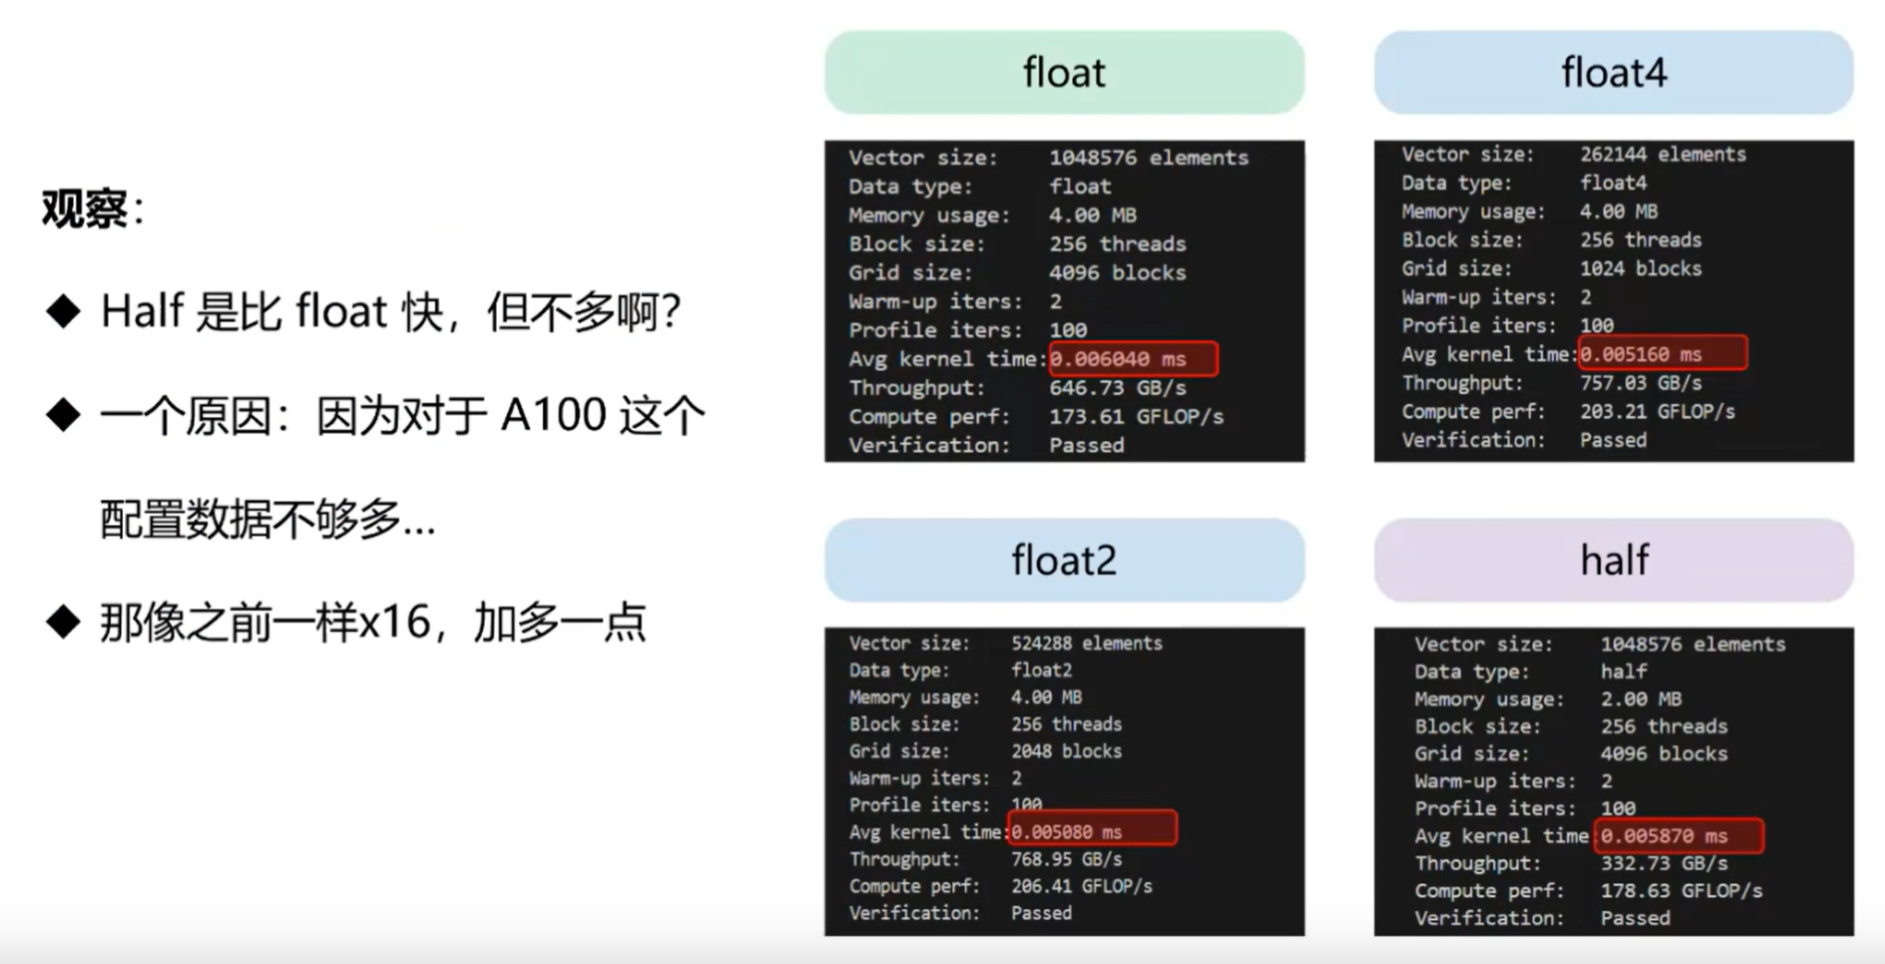 观察：
◆ Half 是比 float 快，但不多啊？
◆ 一个原因：因为对于 A100 这个
配置数据不够多...
◆ 那像之前一样x16，加多一点
float
Vector size: 1048576 elements
Data type: float
Memory usage: 4.00 MB
Block size: 256 threads
Grid size: 4096 blocks
Warm-up iters: 2
Profile iters: 100
Avg kernel time:0.006040 ms
Throughput: 646.73 GB/s
Compute perf: 173.61 GFLOP/s
Verification: Passed
float4
Vector size: 262144 elements
Data type: float4
Memory usage: 4.00 MB
Block size: 256 threads
Grid size: 1024 blocks
Warm-up iters: 2
Profile iters: 100
Avg kernel time:0.005160 ms
Throughput: 757.03 GB/s
Compute perf: 203.21 GFLOP/s
Verification: Passed
float2
Vector size: 524288 elements
Data type: float2
Memory usage: 4.00 MB
Block size: 256 threads
Grid size: 2048 blocks
Warm-up iters: 2
Profile iters: 100
Avg kernel time:0.005080 ms
Throughput: 768.95 GB/s
Compute perf: 206.41 GFLOP/s
Verification: Passed
half
Vector size: 1048576 elements
Data type: half
Memory usage: 2.00 MB
Block size: 256 threads
Grid size: 4096 blocks
Warm-up iters: 2
Profile iters: 100
Avg kernel time:0.005870 ms
Throughput: 332.73 GB/s
Compute perf: 178.63 GFLOP/s
Verification: Passed